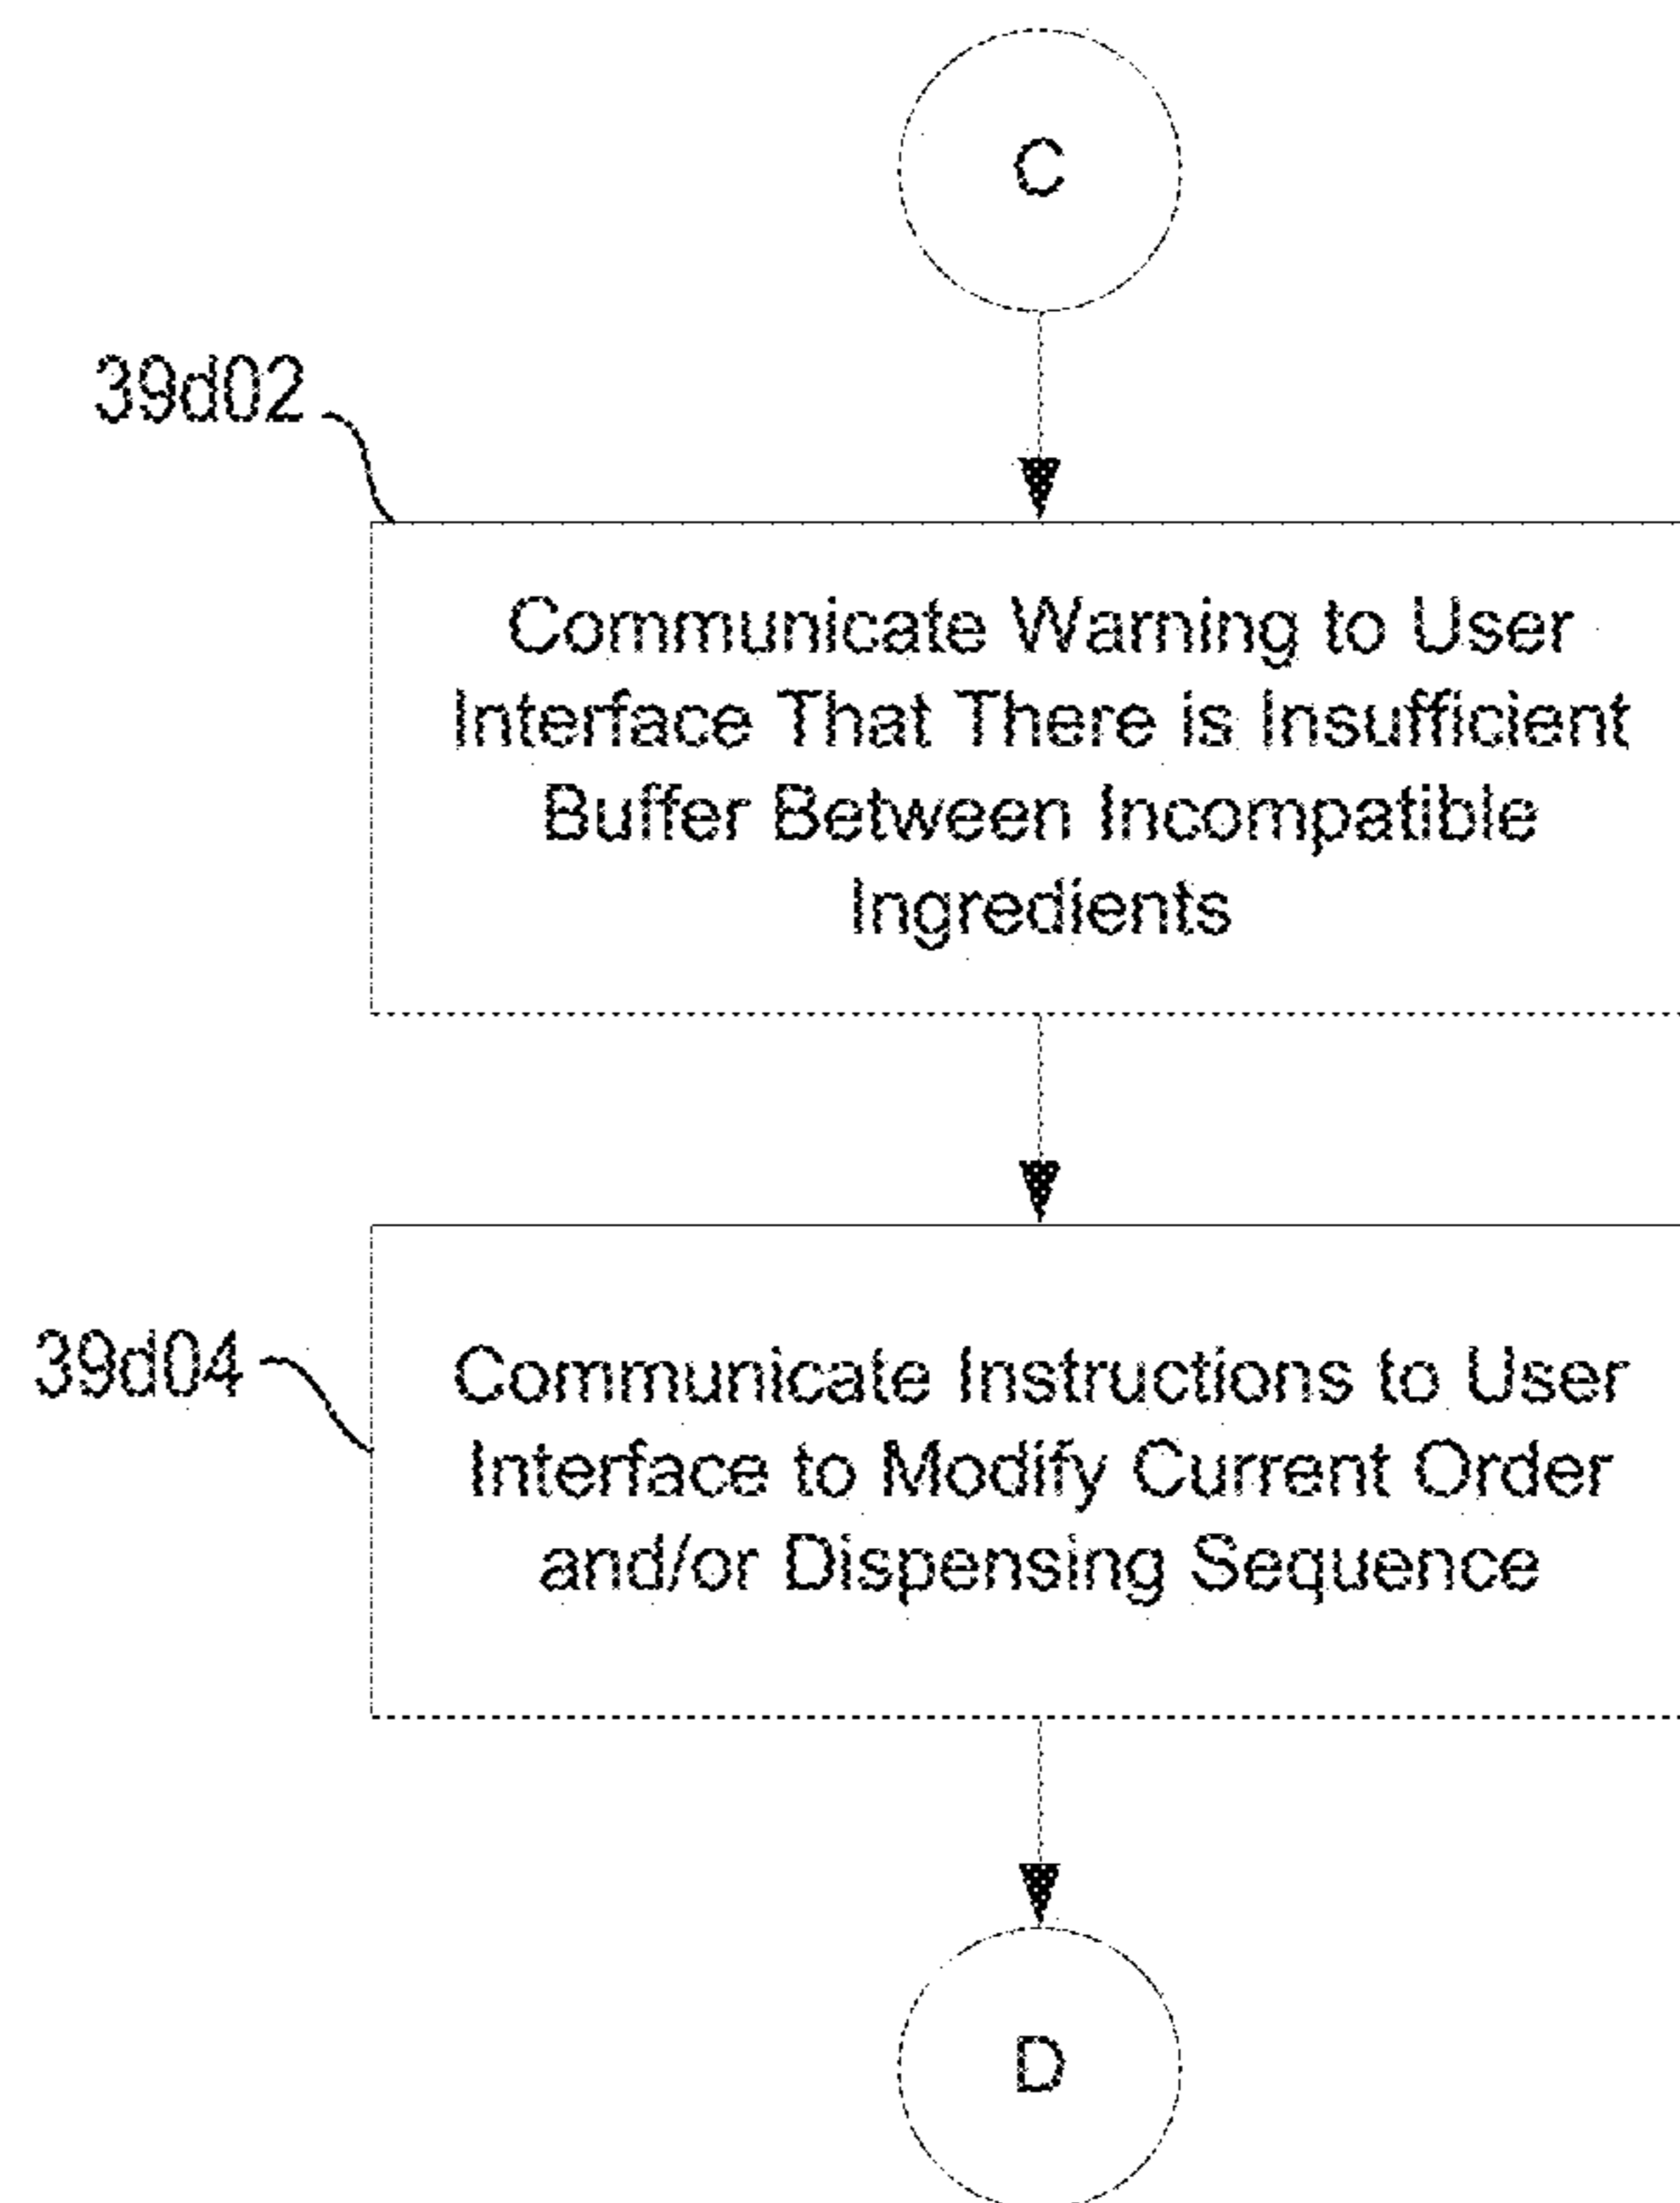 C
39d02
Communicate Warning to User
Interface That There is Insufficient
Buffer Between Incompatible
Ingredients
39d04
Communicate Instructions to User
Interface to Modify Current Order
and/or Dispensing Sequence
D